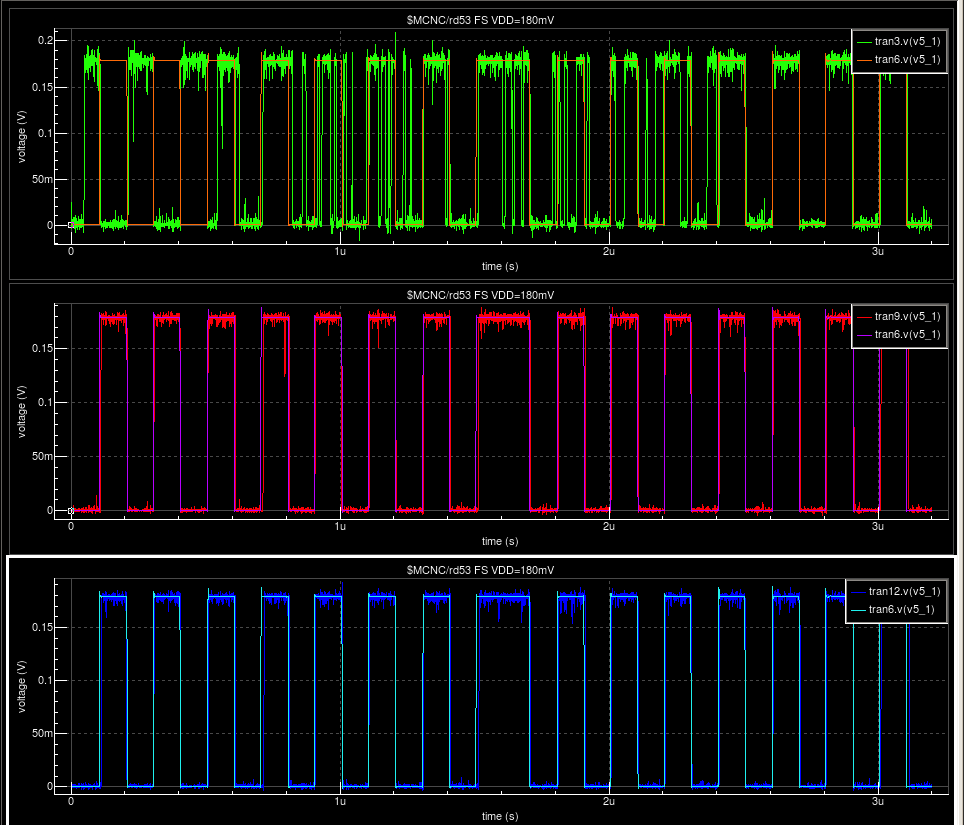 $MCNC/rd53 FS VDD=180mV
tran3.v(v5_1)
tran6.v(v5_1)
voltage (V)
0.2
0.15
0.1
50m
0
0
1u
2u
3u
time (s)
$MCNC/rd53 FS VDD=180mV
tran9.v(v5_1)
tran6.v(v5_1)
voltage (V)
0.15
0.1
50m
0
0
1u
2u
3u
time (s)
$MCNC/rd53 FS VDD=180mV
tran12.v(v5_1)
tran6.v(v5_1)
voltage (V)
0.15
0.1
50m
0
0
1u
2u
3u
time (s)